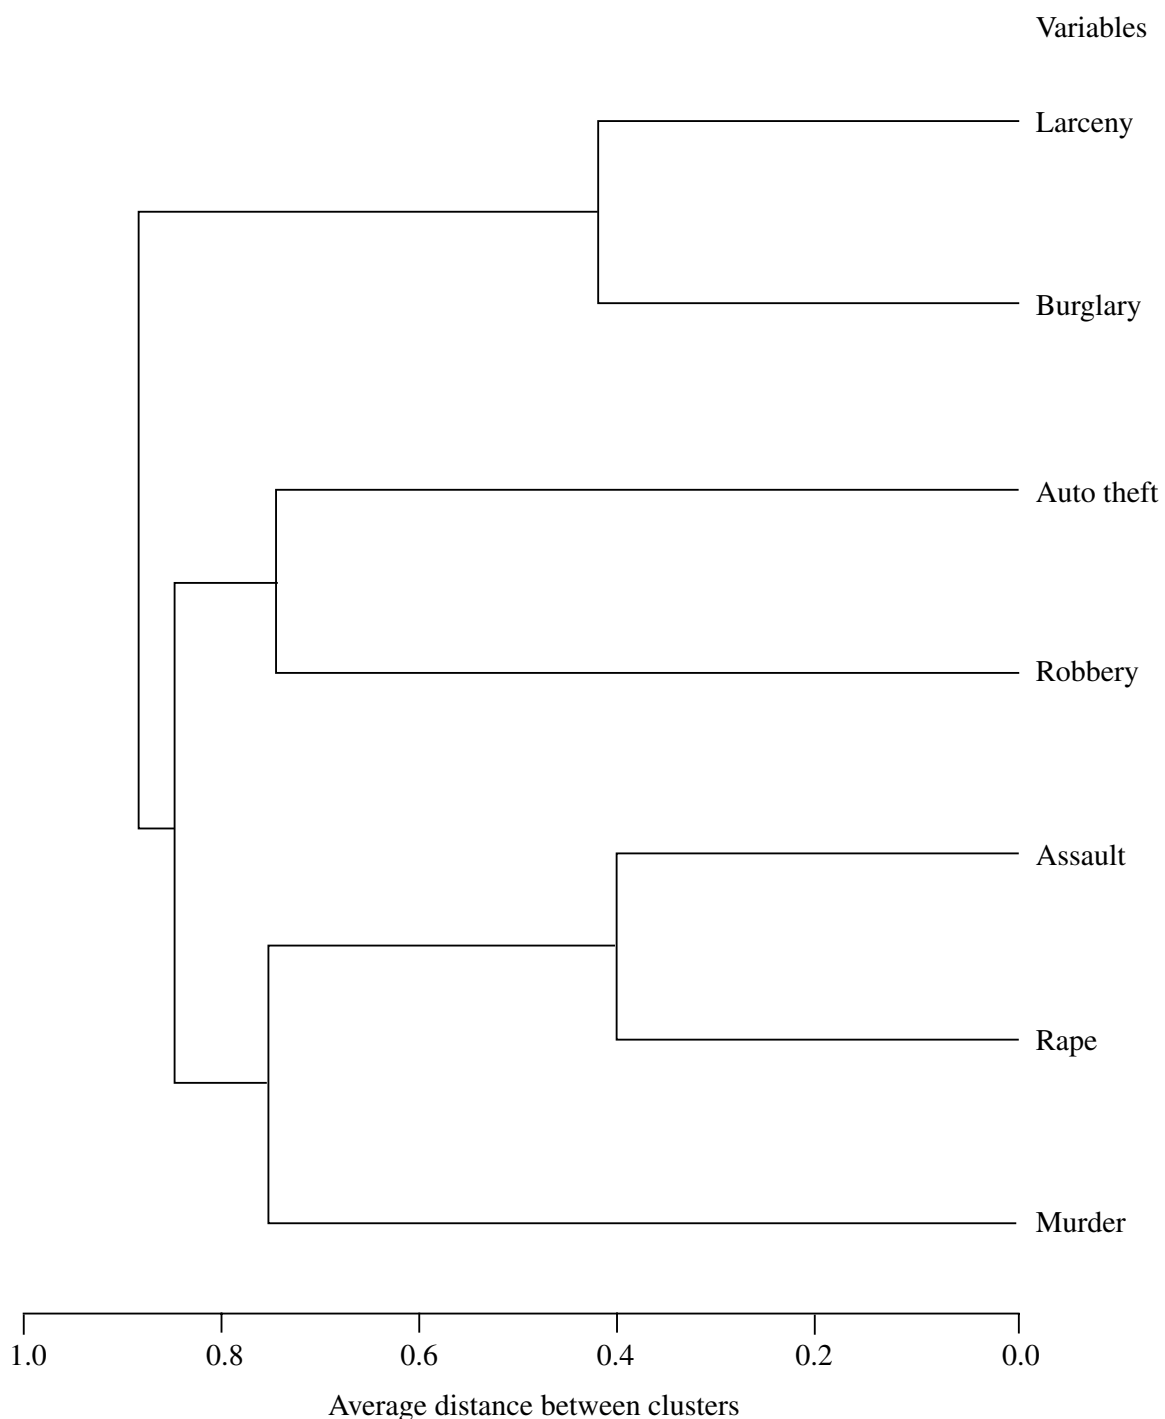 Variables
Larceny
Burglary
Auto theft
Robbery
Assault
Rape
Murder
1.0 0.8 0.6 0.4 0.2 0.0
Average distance between clusters